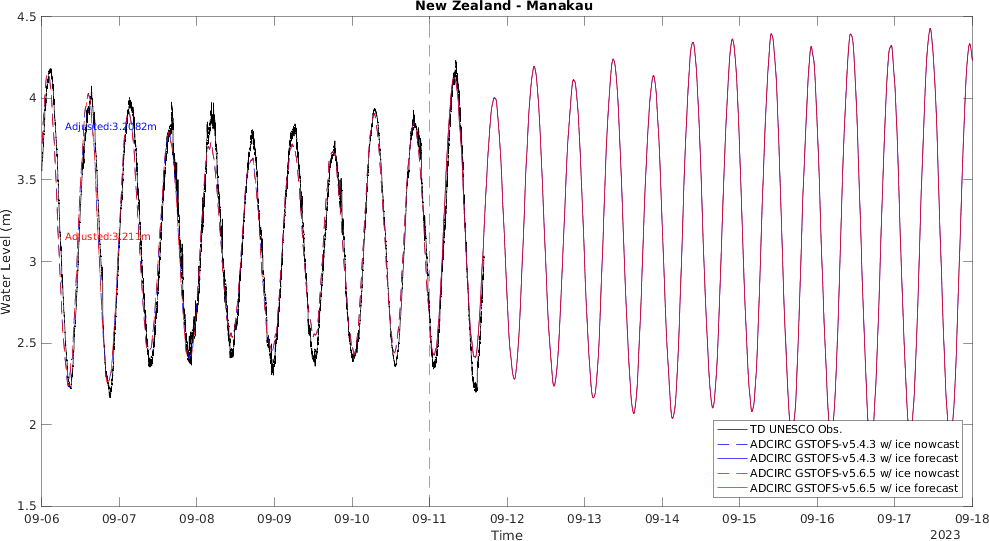 New Zealand - Manakau
4.5
4
3.5
3
2.5
2
1.5
Water Level (m)
Adjusted:3.2082m
Adjusted:3.211m
TD UNESCO Obs.
ADCIRC GSTOFS-v5.4.3 w/ ice nowcast
ADCIRC GSTOFS-v5.4.3 w/ ice forecast
ADCIRC GSTOFS-v5.6.5 w/ ice nowcast
ADCIRC GSTOFS-v5.6.5 w/ ice forecast
09-06 09-07 09-08 09-09 09-10 09-11 09-12 09-13 09-14 09-15 09-16 09-17 09-18
Time
2023